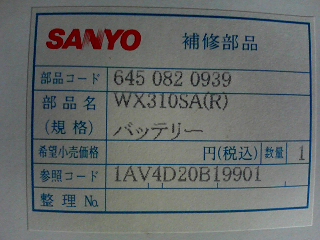 SANYO 補修部品
部品コード 645 082 0939
部品名 WX310SA(R)
(規格) バッテリー
希望小売価格 円(税込) 数量 1
参照コード 1AV4D20B19901
整理No.